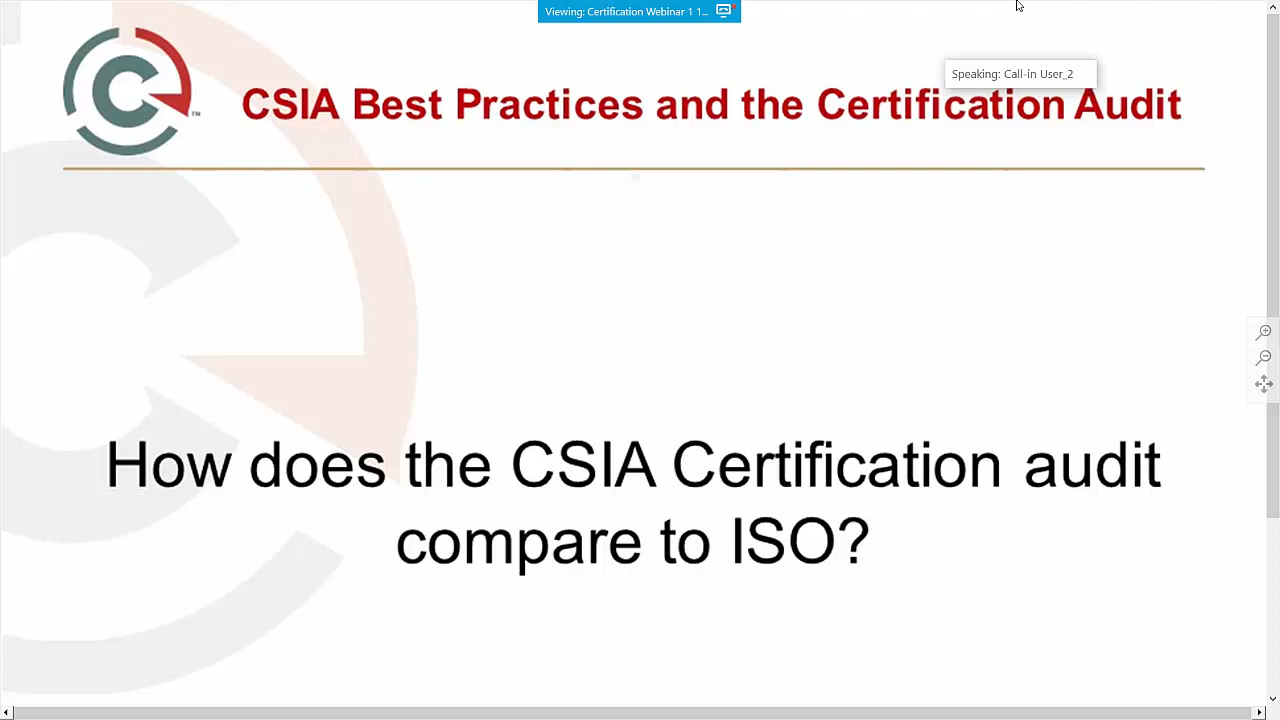 Viewing: Certification Webinar 1 1...
Speaking: Call-in User_2
CSIA Best Practices and the Certification Audit
TM
How does the CSIA Certification audit
compare to ISO?